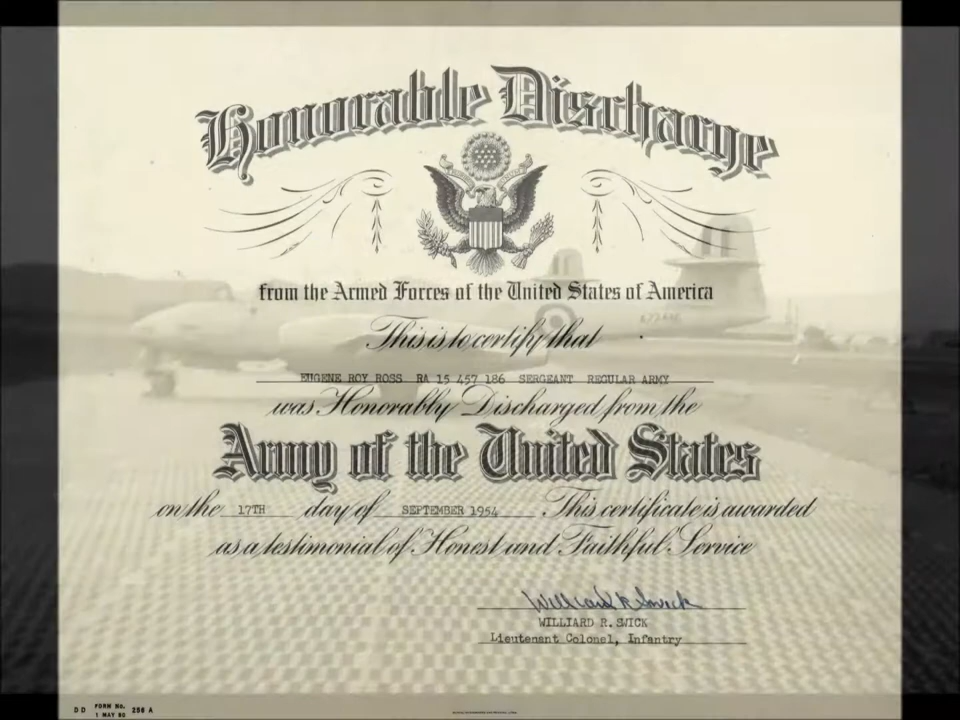 Honorable Discharge
from the Armed Forces of the United States of America
This is to certify that
EUGENE ROY ROSS RA 15 457 186 SERGEANT REGULAR ARMY
was Honorably Discharged from the
Army of the United States
on the 17TH day of SEPTEMBER 1954 This certificate is awarded
as a testimonial of Honest and Faithful Service
Williard R. Swick
WILLIARD R. SWICK
Lieutenant Colonel, Infantry
DD FORM No. 256 A
1 MAY 50